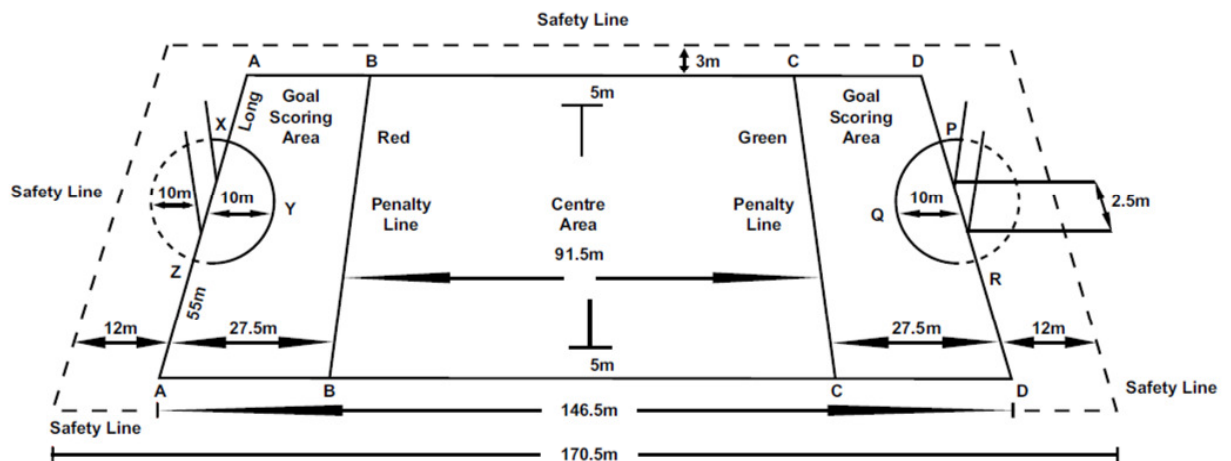 Safety Line
A
B
C
D
3m
5m
Long
Goal
Scoring
Area
Goal
Scoring
Area
X
Red
Green
P
Safety Line
10m
10m
Y
Penalty
Line
Centre
Area
Penalty
Line
Q
10m
2.5m
91.5m
Z
R
55m
12m
27.5m
27.5m
12m
5m
A
B
C
D
Safety Line
146.5m
Safety Line
170.5m